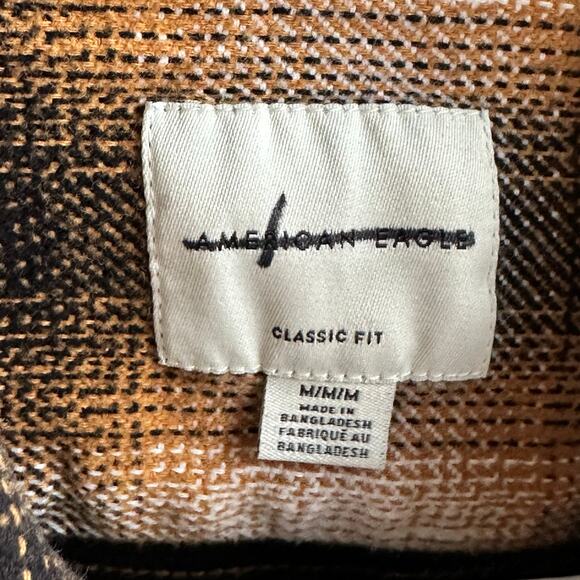 AMERICAN EAGLE
CLASSIC FIT
M/M/M
MADE IN
BANGLADESH
FABRIQUÉ AU
BANGLADESH